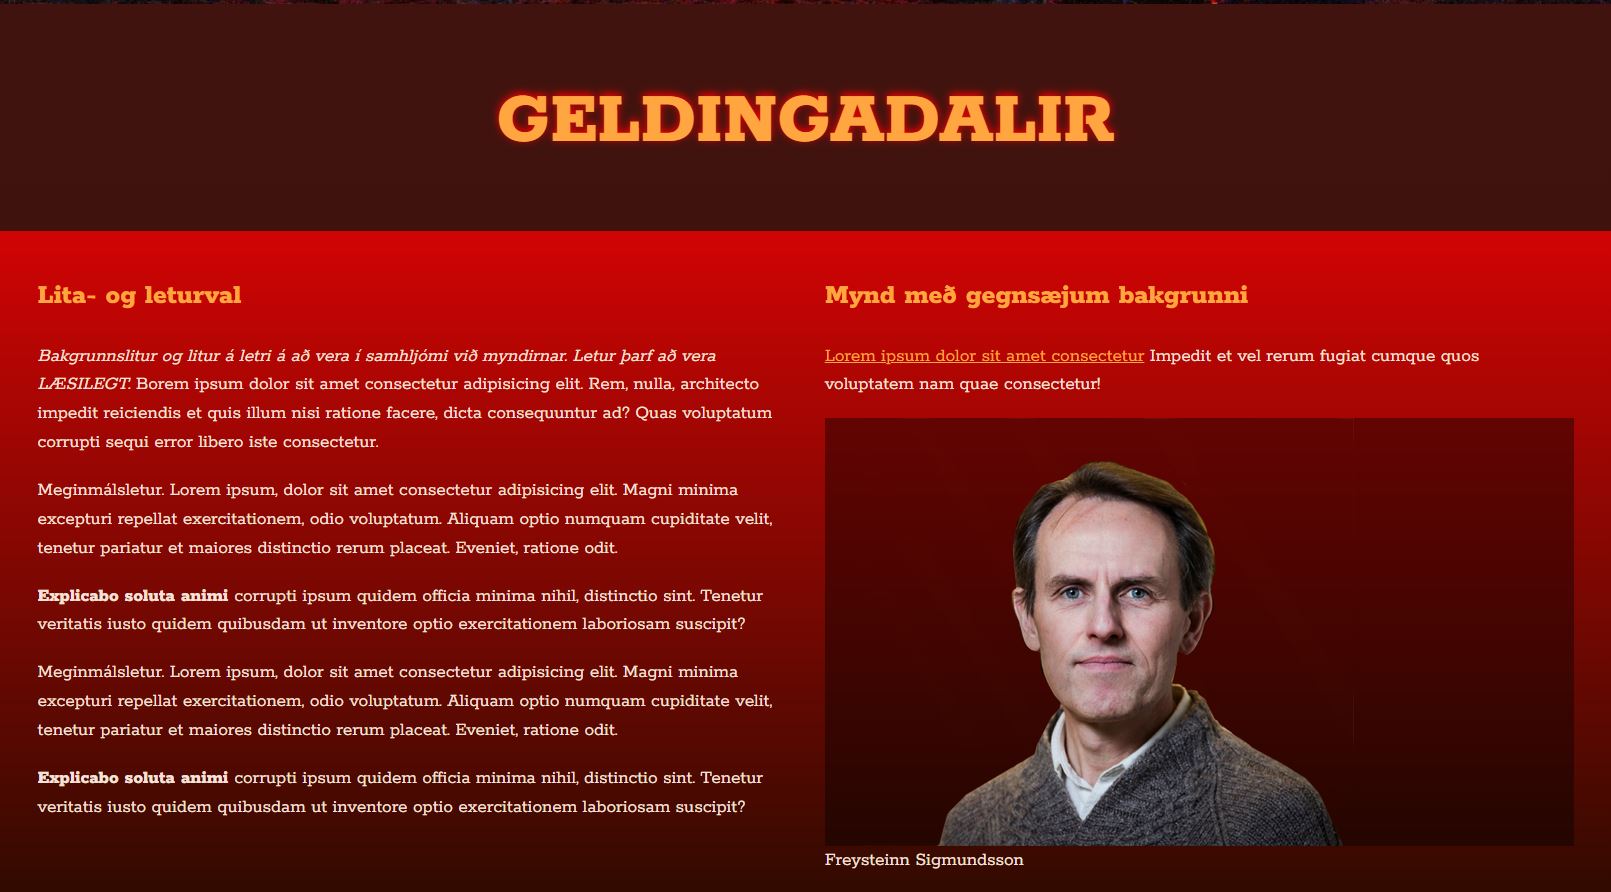 GELDINGADALIR
Lita- og leturval
Bakgrunnslitur og litur á letri á að vera í samhljómi við myndirnar. Letur þarf að vera
LÆSILEGT. Borem ipsum dolor sit amet consectetur adipisicing elit. Rem, nulla, architecto
impedit reiciendis et quis illum nisi ratione facere, dicta consequuntur ad? Quas voluptatum
corrupti sequi error libero iste consectetur.
Meginmálsletur. Lorem ipsum, dolor sit amet consectetur adipisicing elit. Magni minima
excepturi repellat exercitationem, odio voluptatum. Aliquam optio numquam cupiditate velit,
tenetur pariatur et maiores distinctio rerum placeat. Eveniet, ratione odit.
Explicabo soluta animi corrupti ipsum quidem officia minima nihil, distinctio sint. Tenetur
veritatis iusto quidem quibusdam ut inventore optio exercitationem laboriosam suscipit?
Meginmálsletur. Lorem ipsum, dolor sit amet consectetur adipisicing elit. Magni minima
excepturi repellat exercitationem, odio voluptatum. Aliquam optio numquam cupiditate velit,
tenetur pariatur et maiores distinctio rerum placeat. Eveniet, ratione odit.
Explicabo soluta animi corrupti ipsum quidem officia minima nihil, distinctio sint. Tenetur
veritatis iusto quidem quibusdam ut inventore optio exercitationem laboriosam suscipit?
Mynd með gegnsæjum bakgrunni
Lorem ipsum dolor sit amet consectetur Impedit et vel rerum fugiat cumque quos
voluptatem nam quae consectetur!
Freysteinn Sigmundsson